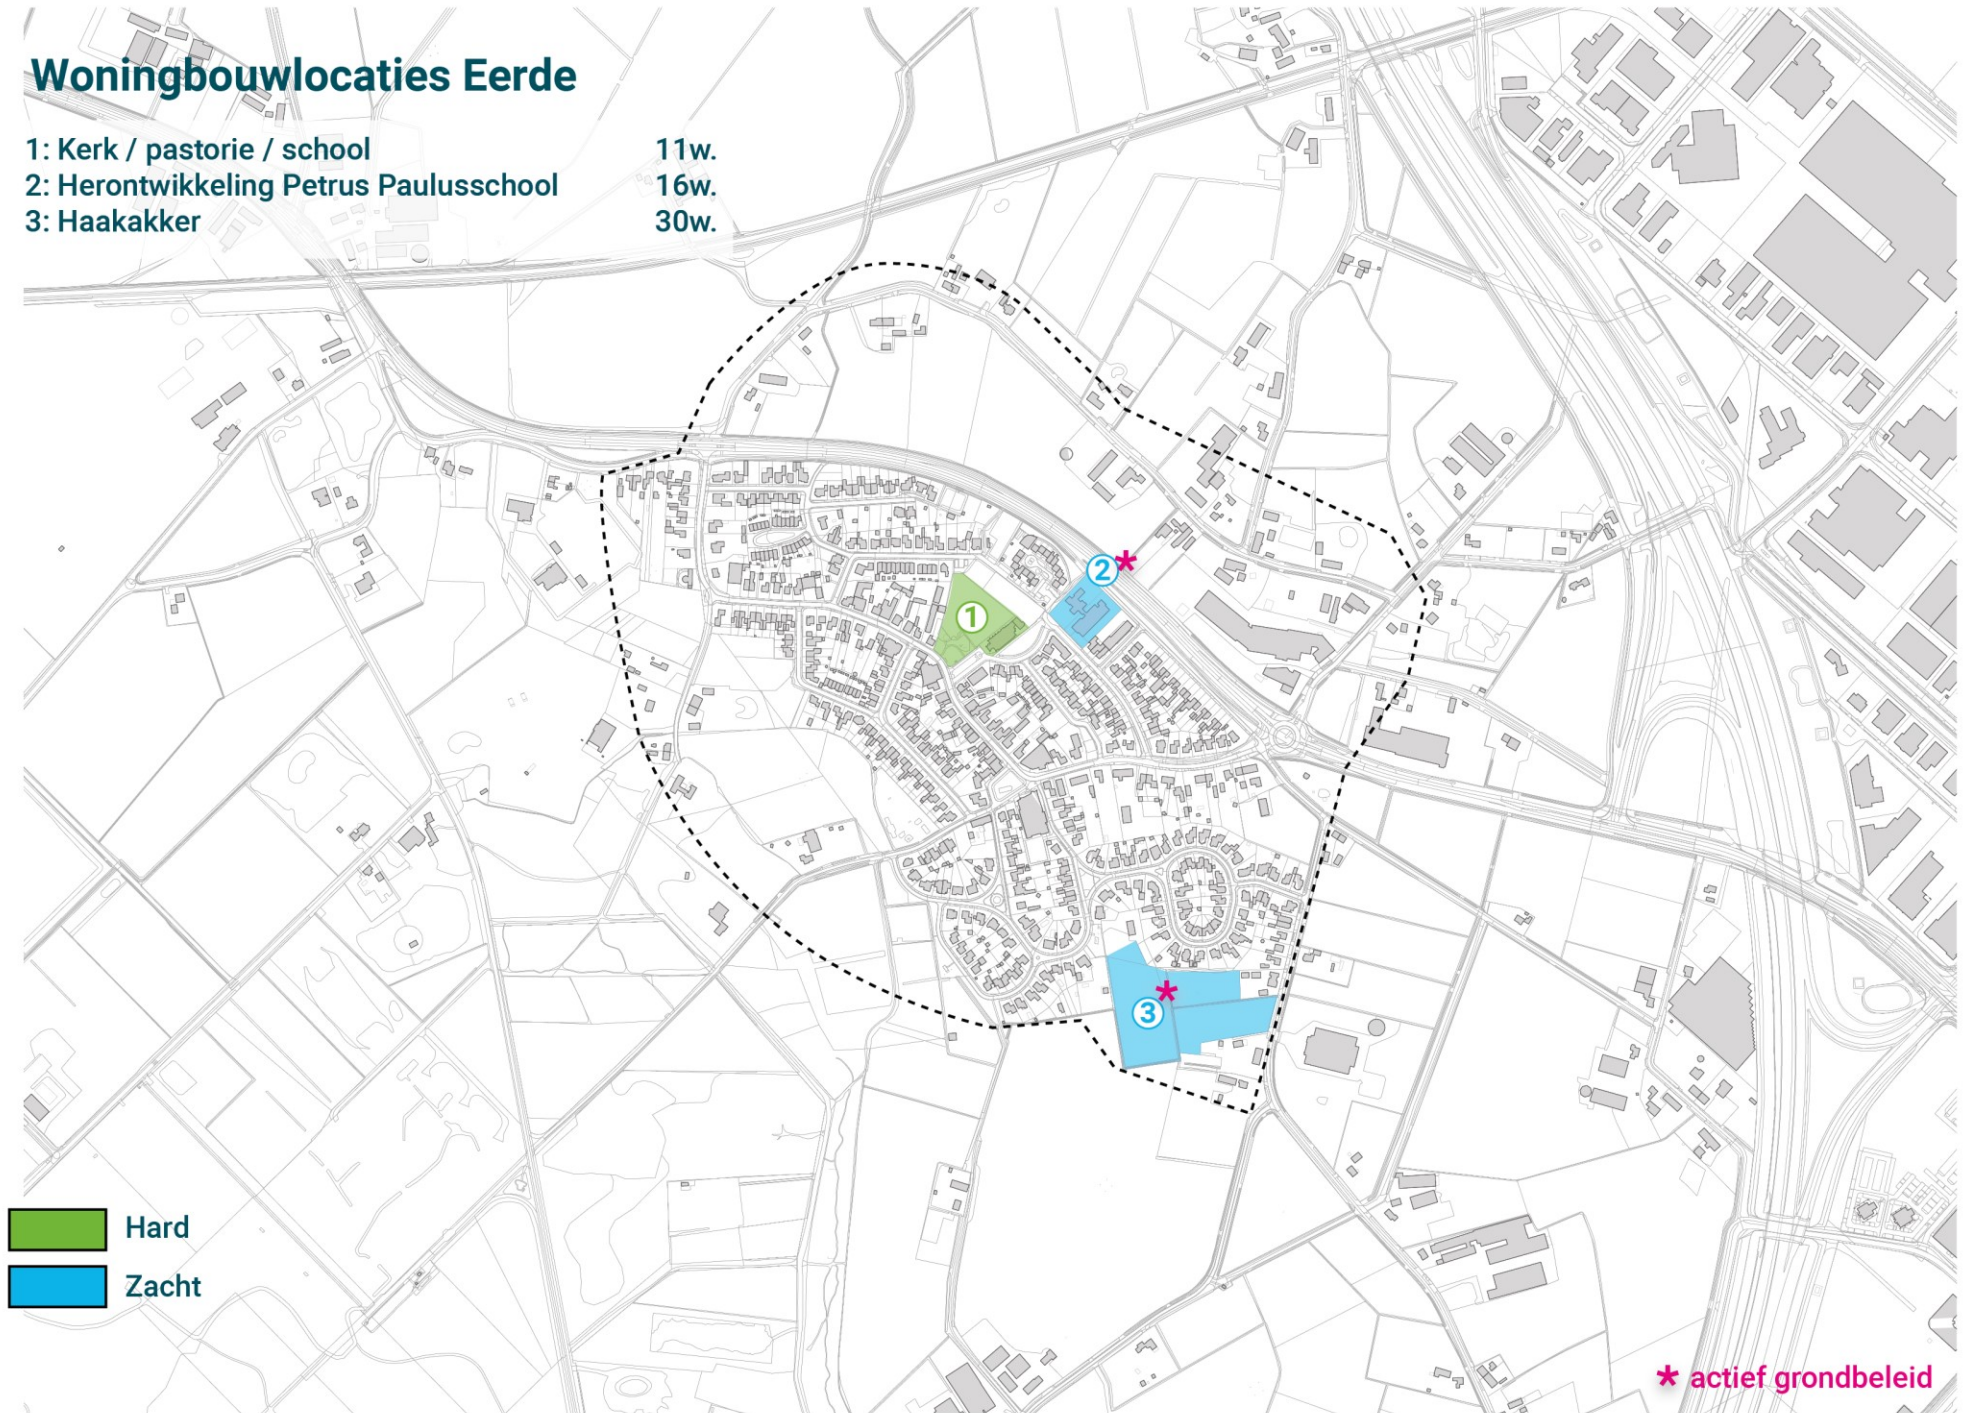 Woningbouwlocaties Eerde
1: Kerk / pastorie / school 11w.
2: Herontwikkeling Petrus Paulusschool 16w.
3: Haakakker 30w.
2*
1
3*
Hard
Zacht
* actief grondbeleid